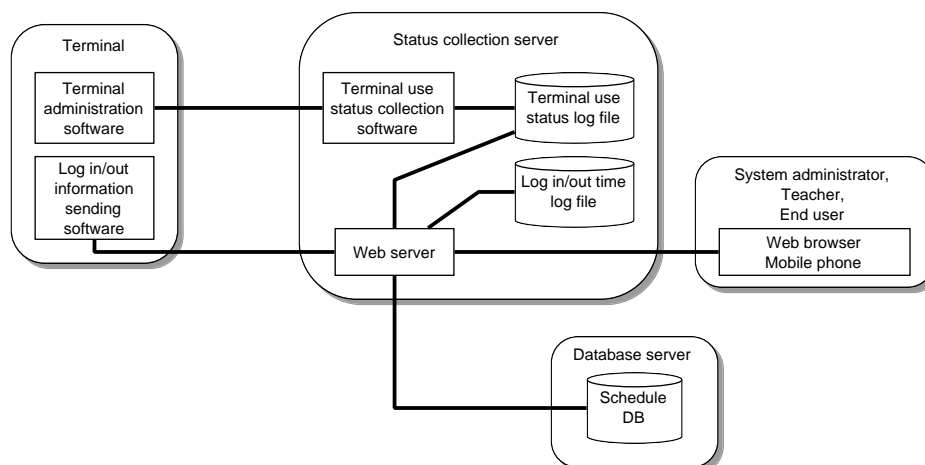 Terminal
Terminal
administration
software
Log in/out
information
sending
software
Status collection server
Terminal use
status collection
software
Terminal use
status log file
Log in/out time
log file
Web server
System administrator,
Teacher,
End user
Web browser
Mobile phone
Database server
Schedule
DB